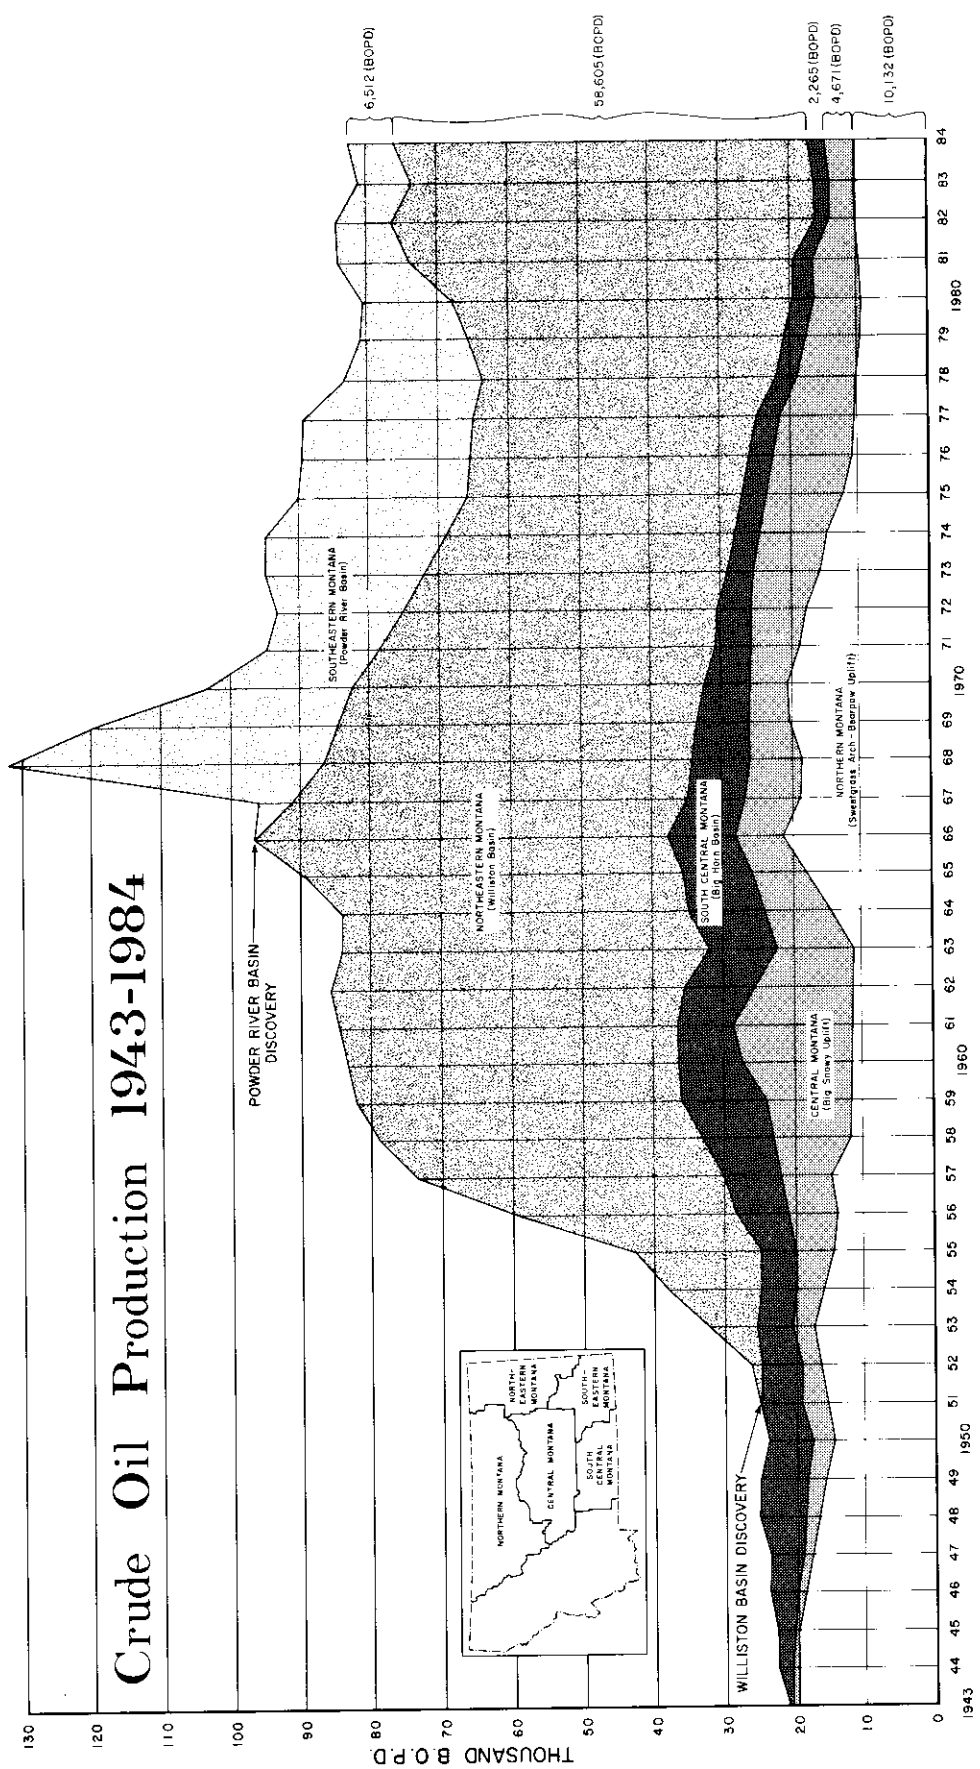 Crude Oil Production 1943-1984
THOUSAND B.O.P.D.
130
120
110
100
90
80
70
60
50
40
30
20
10
0
POWDER RIVER BASIN
DISCOVERY
WILLISTON BASIN DISCOVERY
SOUTHEASTERN MONTANA
(Powder River Basin)
NORTHEASTERN MONTANA
(Williston Basin)
SOUTH CENTRAL MONTANA
(Big Horn Basin)
CENTRAL MONTANA
(Big Snowy Uplift)
NORTHERN MONTANA
(Sweetgrass Arch-Bearpaw Uplift)
NORTHERN MONTANA
NORTH-
EASTERN
MONTANA
CENTRAL MONTANA
SOUTH-
EASTERN
MONTANA
SOUTH
CENTRAL
MONTANA
6,512 (BOPD)
58,605 (BOPD)
2,265 (BOPD)
4,671 (BOPD)
10,132 (BOPD)
1943 44 45 46 47 48 49 1950 51 52 53 54 55 56 57 58 59 1960 61 62 63 64 65 66 67 68 69 1970 71 72 73 74 75 76 77 78 79 1980 81 82 83 84